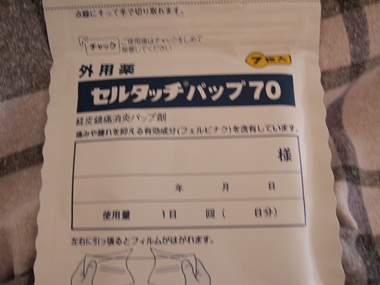 点線にそって手で切り取れます。
チャック
ご使用後はチャックをしめて
保管してください
7枚入
外用薬
セルタッチ®パップ70
経皮鎮痛消炎パップ剤
痛みや腫れを抑える有効成分(フェルビナク)を含有しています。
様
年 月 日
使用量 1日 回( 日分)
左右に引っ張るとフィルムがはがれます。